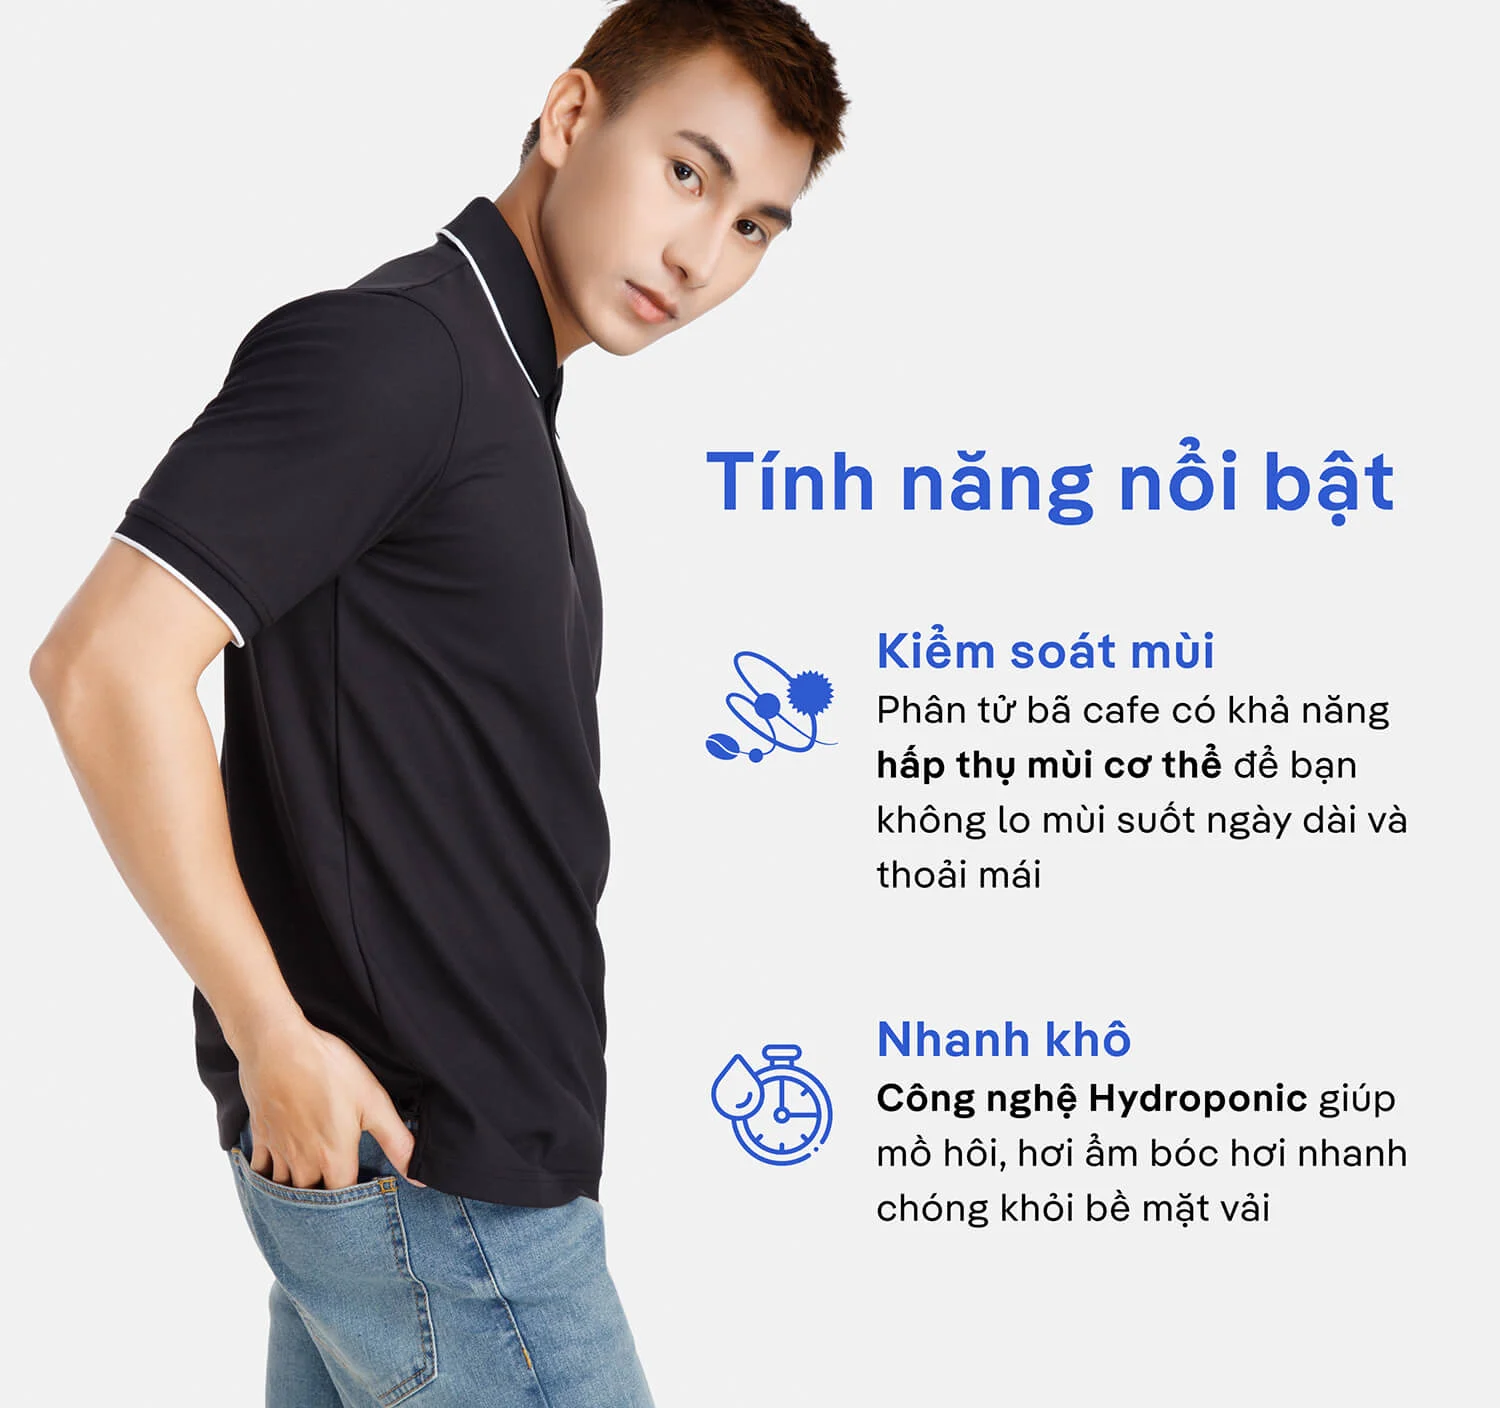 Tính năng nổi bật
Kiểm soát mùi
Phân tử bã cafe có khả năng
hấp thụ mùi cơ thể để bạn
không lo mùi suốt ngày dài và
thoải mái
Nhanh khô
Công nghệ Hydroponic giúp
mồ hôi, hơi ẩm bóc hơi nhanh
chóng khỏi bề mặt vải